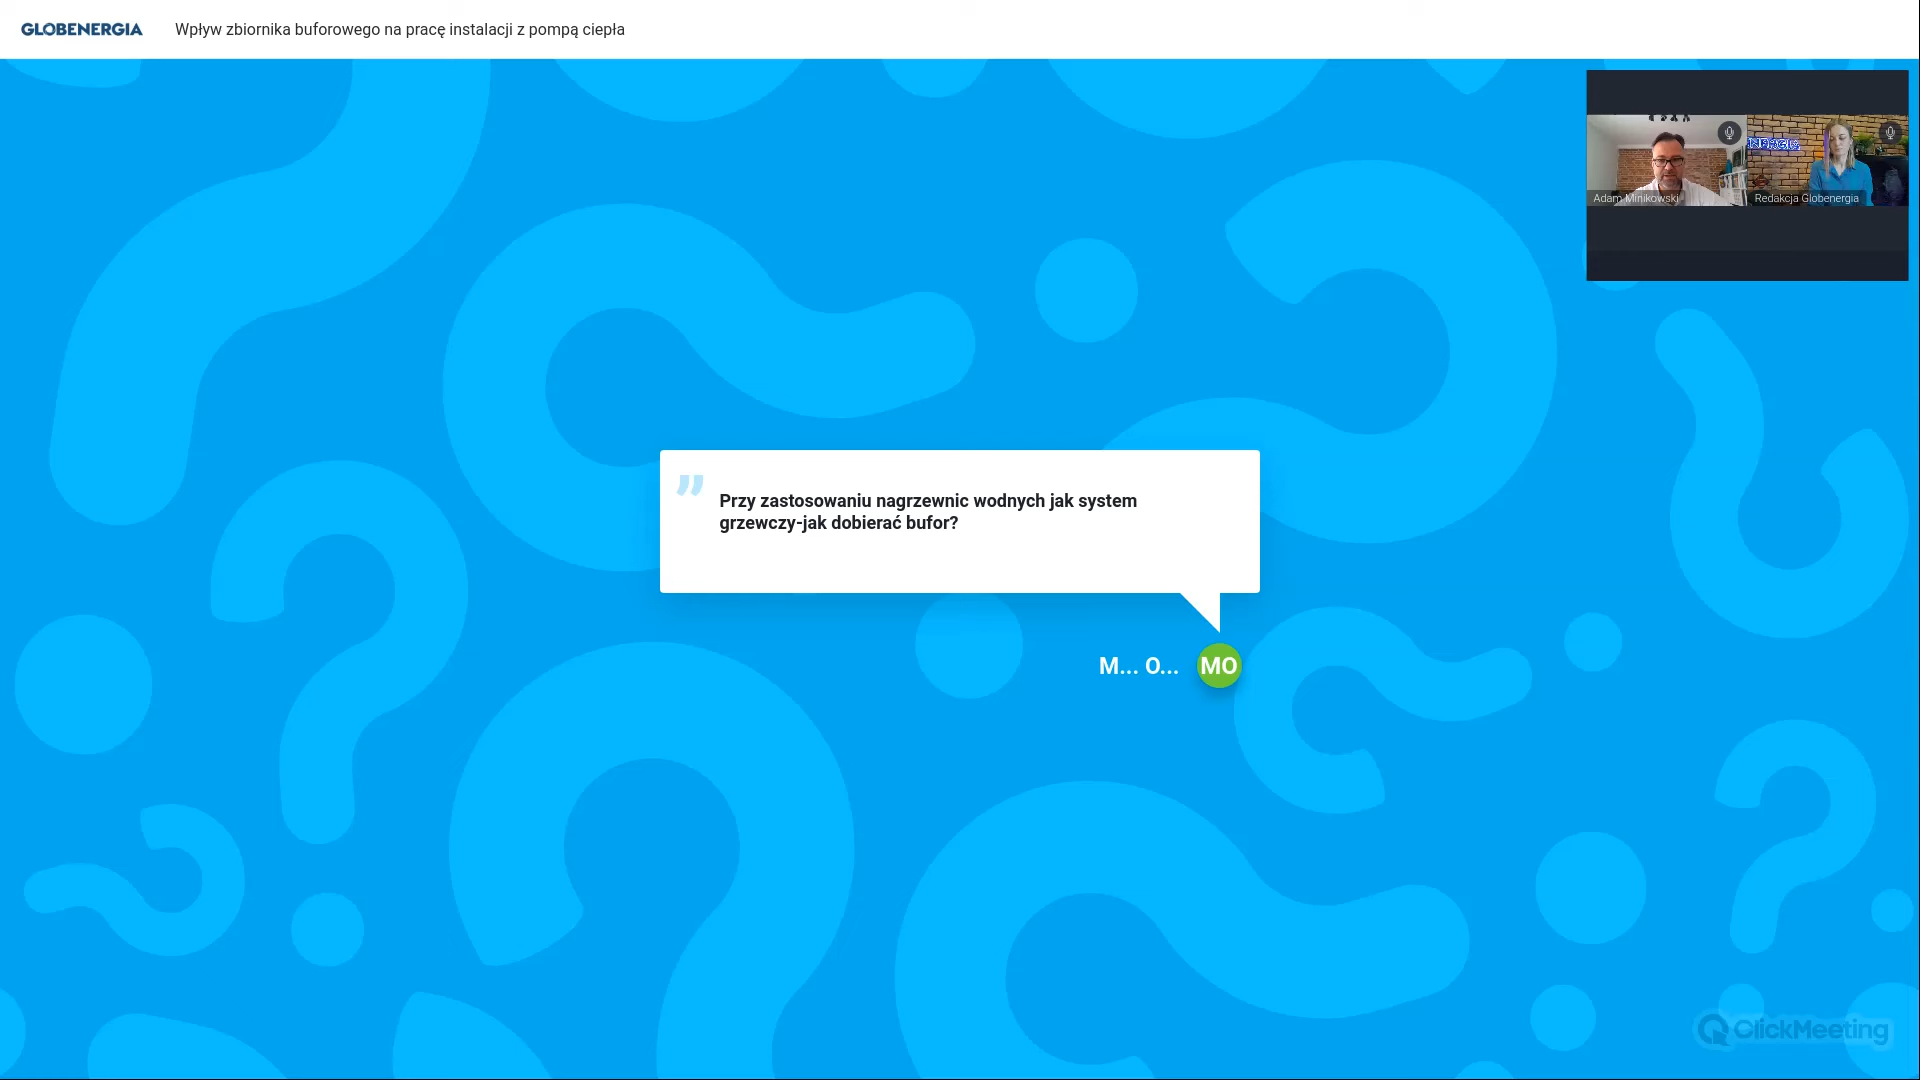 GLOBENERGIA
Wpływ zbiornika buforowego na pracę instalacji z pompą ciepła
NERGIA
Adam Minikowski
Redakcja Globenergia
Przy zastosowaniu nagrzewnic wodnych jak system
grzewczy-jak dobierać bufor?
M... O...
MO
ClickMeeting